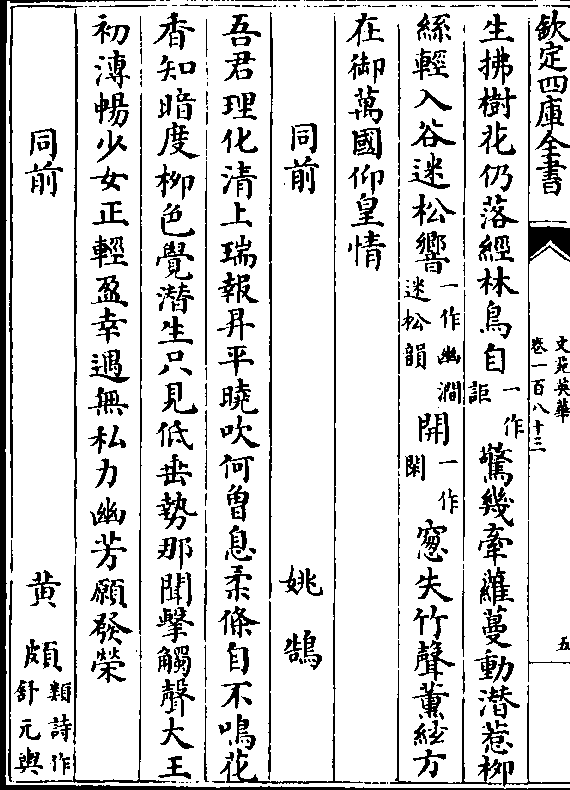 欽定四庫全書
文苑英華
卷一百八十三
五
生拂樹花仍落經林鳥自一作詎驚幾牽蘿蔓動潛惹柳
絲輕入谷迷松響一作幽澗迷松韻開一作閑窻失竹聲薰絃方
在御萬國仰皇情
同前 姚鵠
吾君理化清上瑞報昇平曉吹何曾息柔條自不鳴花
香知暗度柳色覺潛生只見低垂勢那聞擊觸聲大王
初溥暢少女正輕盈幸遇無私力幽芳願發榮
同前 黄頗類詩作舒元輿